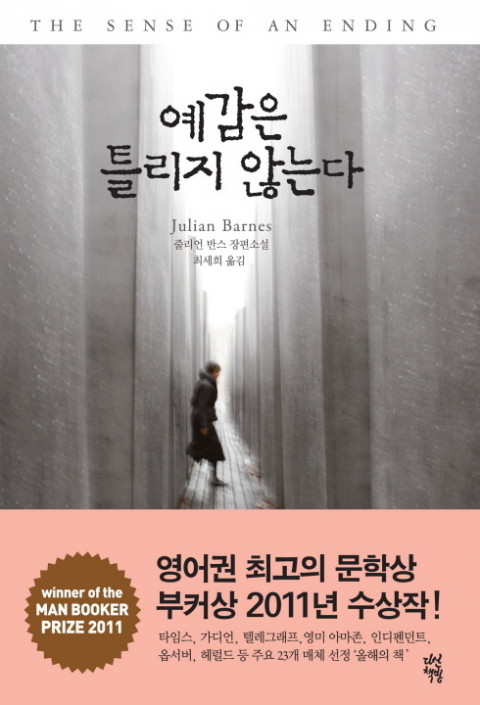 THE SENSE OF AN ENDING
예감은
틀리지 않는다
Julian Barnes
줄리언 반스 장편소설
최세희 옮김
winner of the
MAN BOOKER
PRIZE 2011
영어권 최고의 문학상
부커상 2011년 수상작!
타임스, 가디언, 텔레그래프, 영미 아마존, 인디펜던트,
옵서버, 헤럴드 등 주요 23개 매체 선정 ‘올해의 책’
다산
책방